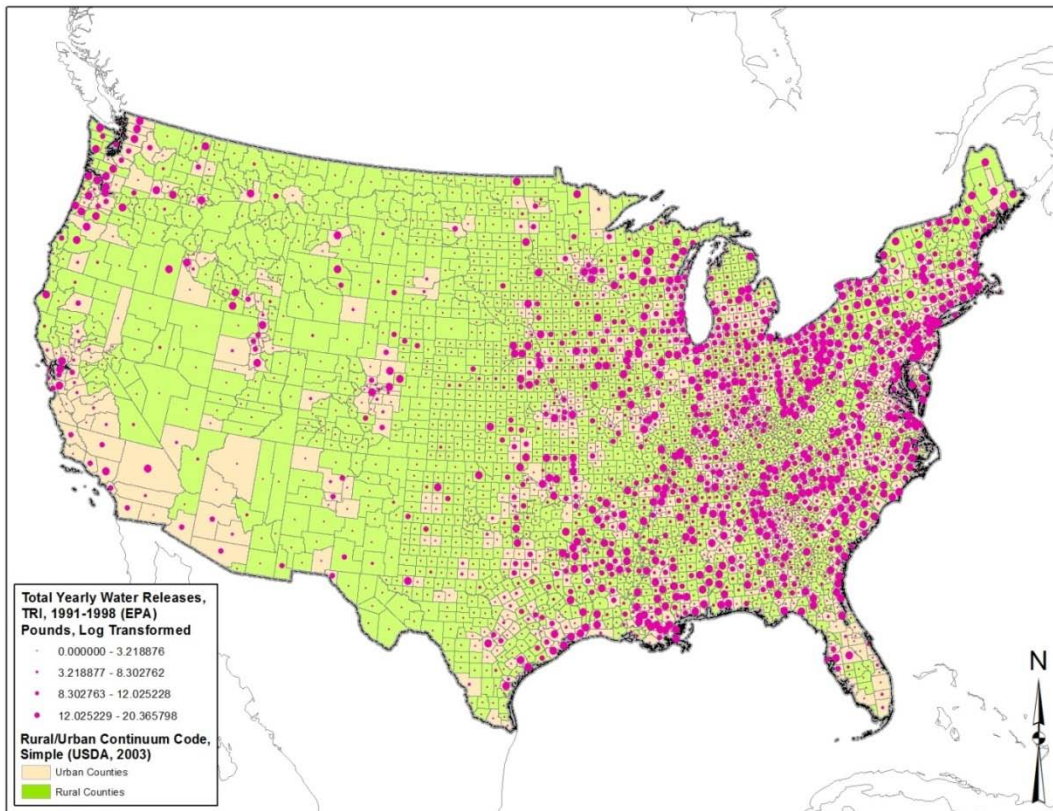 N
Total Yearly Water Releases,
TRI, 1991-1998 (EPA)
Pounds, Log Transformed
0.000000 - 3.218876
3.218877 - 8.302762
8.302763 - 12.025228
12.025229 - 20.365798
Rural/Urban Continuum Code,
Simple (USDA, 2003)
Urban Counties
Rural Counties